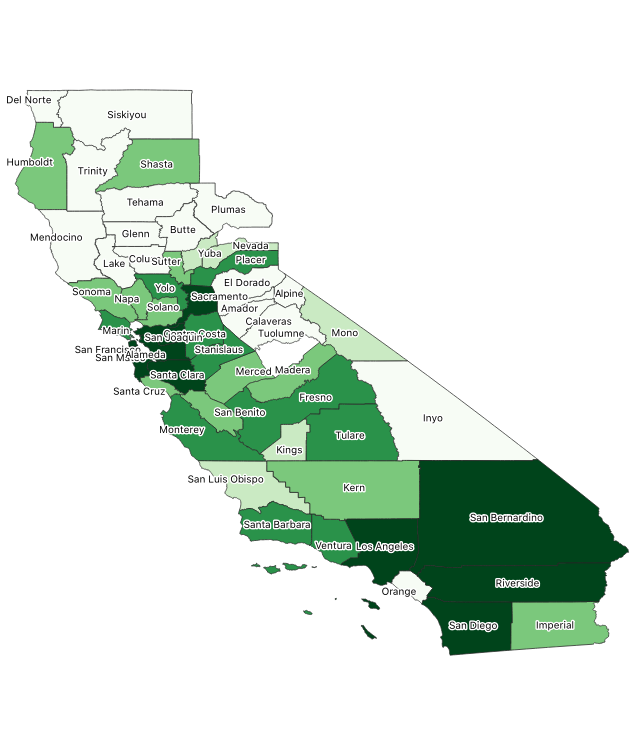 Del Norte
Siskiyou
Humboldt
Trinity
Shasta
Tehama
Plumas
Mendocino
Glenn
Butte
Lake
Colu
Sutter
Yuba
Nevada
Placer
Sonoma
Napa
Yolo
El Dorado
Solano
Sacramento
Alpine
Amador
Marin
Costa
Calaveras
San Joaquin
Tuolumne
Mono
San Francisco
San Mateo
Alameda
Stanislaus
Santa Clara
Merced
Madera
Santa Cruz
San Benito
Fresno
Inyo
Monterey
Tulare
Kings
San Luis Obispo
Kern
San Bernardino
Santa Barbara
Ventura
Los Angeles
Orange
Riverside
San Diego
Imperial